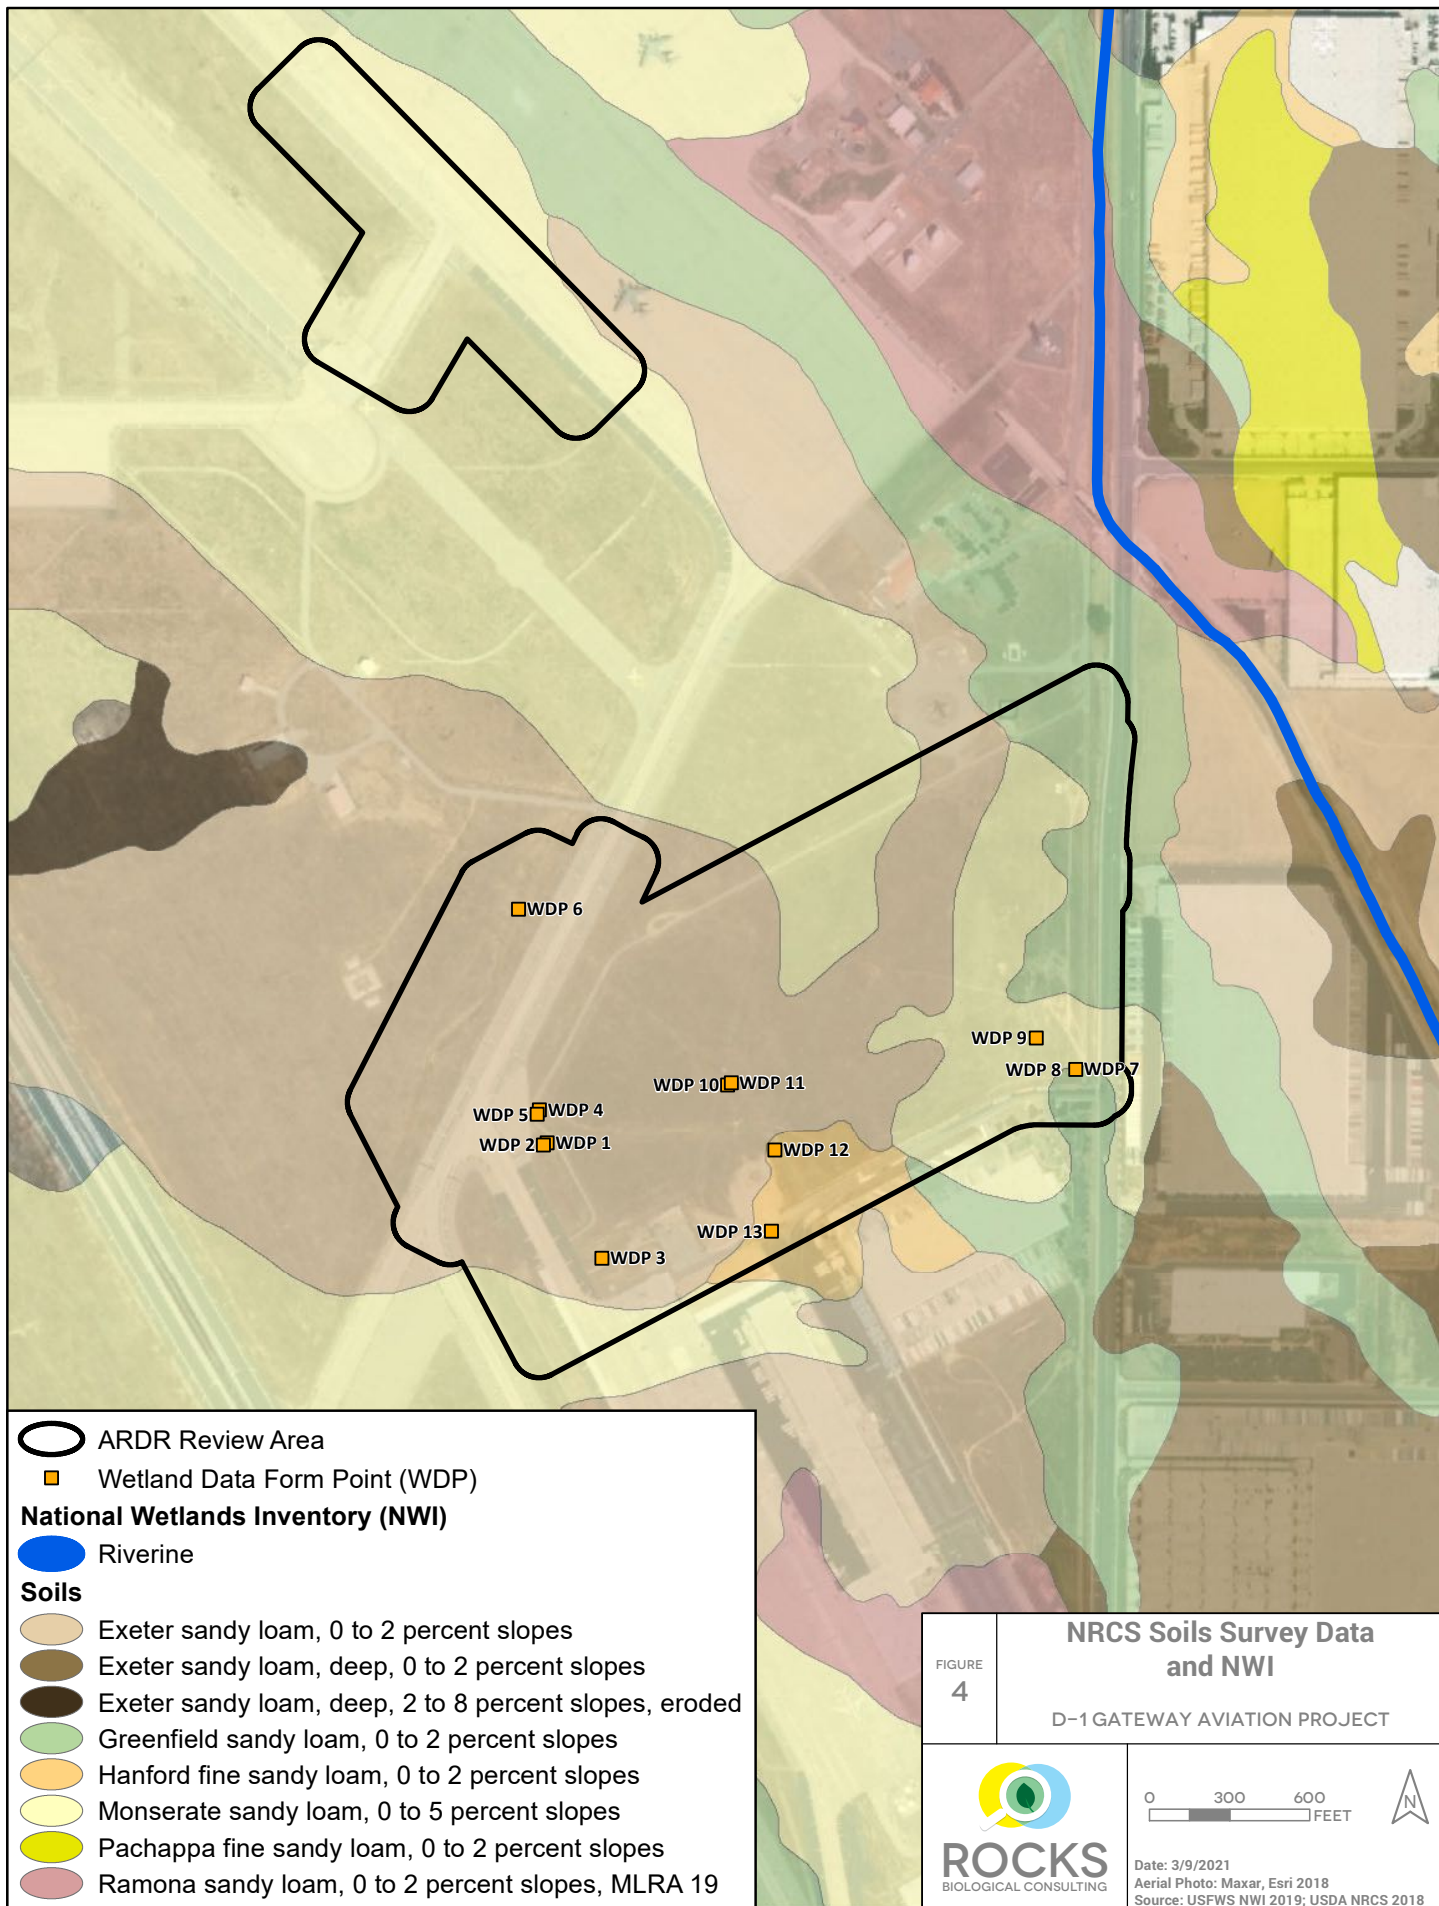 WDP 6
WDP 9
WDP 8
WDP 7
WDP 10
WDP 11
WDP 5
WDP 4
WDP 2
WDP 1
WDP 12
WDP 13
WDP 3
ARDR Review Area
Wetland Data Form Point (WDP)
National Wetlands Inventory (NWI)
Riverine
Soils
Exeter sandy loam, 0 to 2 percent slopes
Exeter sandy loam, deep, 0 to 2 percent slopes
Exeter sandy loam, deep, 2 to 8 percent slopes, eroded
Greenfield sandy loam, 0 to 2 percent slopes
Hanford fine sandy loam, 0 to 2 percent slopes
Monserate sandy loam, 0 to 5 percent slopes
Pachappa fine sandy loam, 0 to 2 percent slopes
Ramona sandy loam, 0 to 2 percent slopes, MLRA 19
FIGURE
4
NRCS Soils Survey Data
and NWI
D-1 GATEWAY AVIATION PROJECT
ROCKS
BIOLOGICAL CONSULTING
0 300 600
FEET
N
Date: 3/9/2021
Aerial Photo: Maxar, Esri 2018
Source: USFWS NWI 2019; USDA NRCS 2018